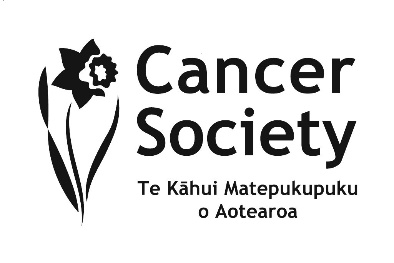 Cancer
Society
Te Kāhui Matepukupuku
o Aotearoa